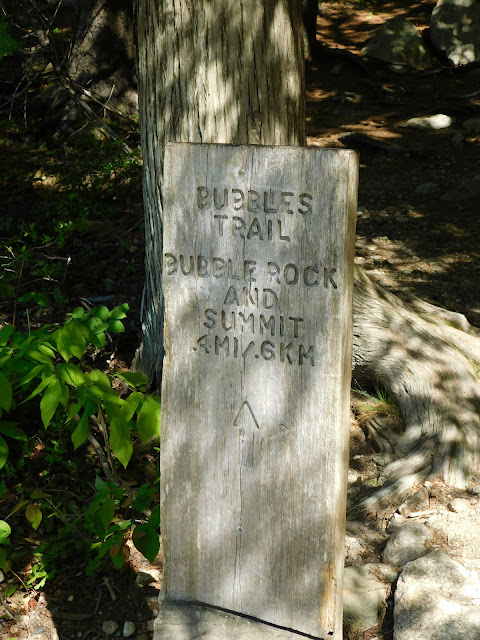 BUBBLES
TRAIL
BUBBLE ROCK
AND
SUMMIT
.4MI/.6KM